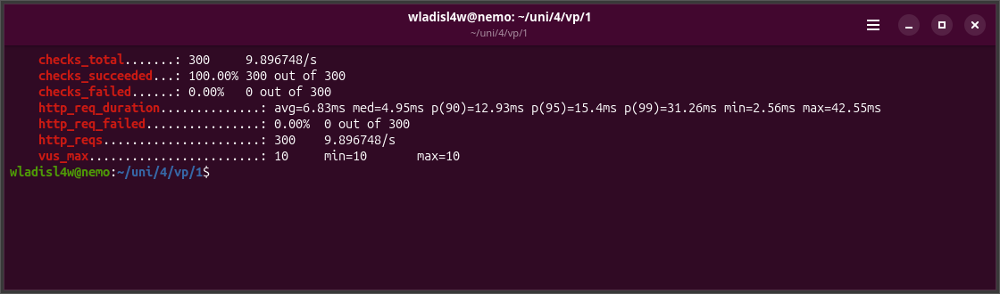 wladisl4w@nemo: ~/uni/4/vp/1
~/uni/4/vp/1
checks_total.......: 300     9.896748/s
checks_succeeded...: 100.00% 300 out of 300
checks_failed......: 0.00%   0 out of 300
http_req_duration..............: avg=6.83ms med=4.95ms p(90)=12.93ms p(95)=15.4ms p(99)=31.26ms min=2.56ms max=42.55ms
http_req_failed................: 0.00%  0 out of 300
http_reqs......................: 300    9.896748/s
vus_max........................: 10     min=10       max=10
wladisl4w@nemo:~/uni/4/vp/1$